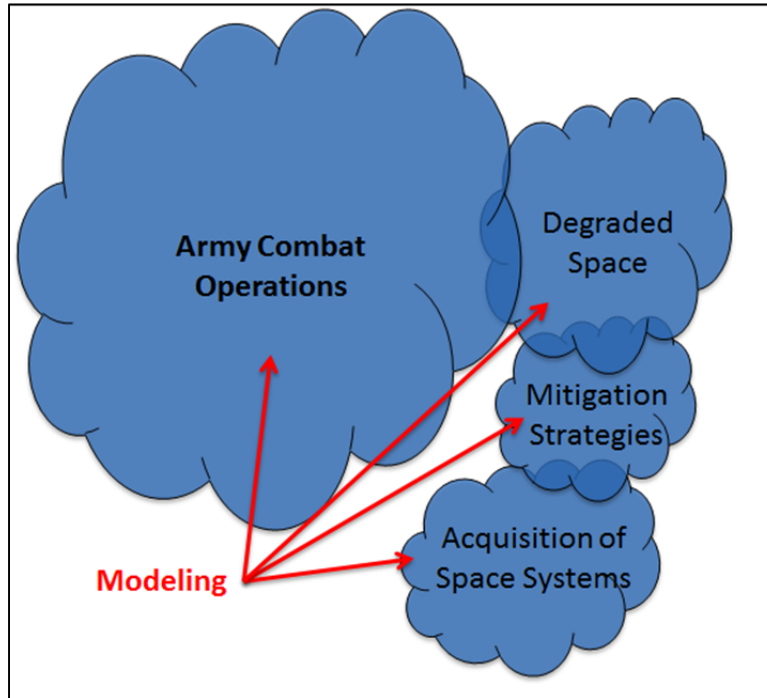 Army Combat
Operations
Degraded
Space
Mitigation
Strategies
Acquisition of
Space Systems
Modeling